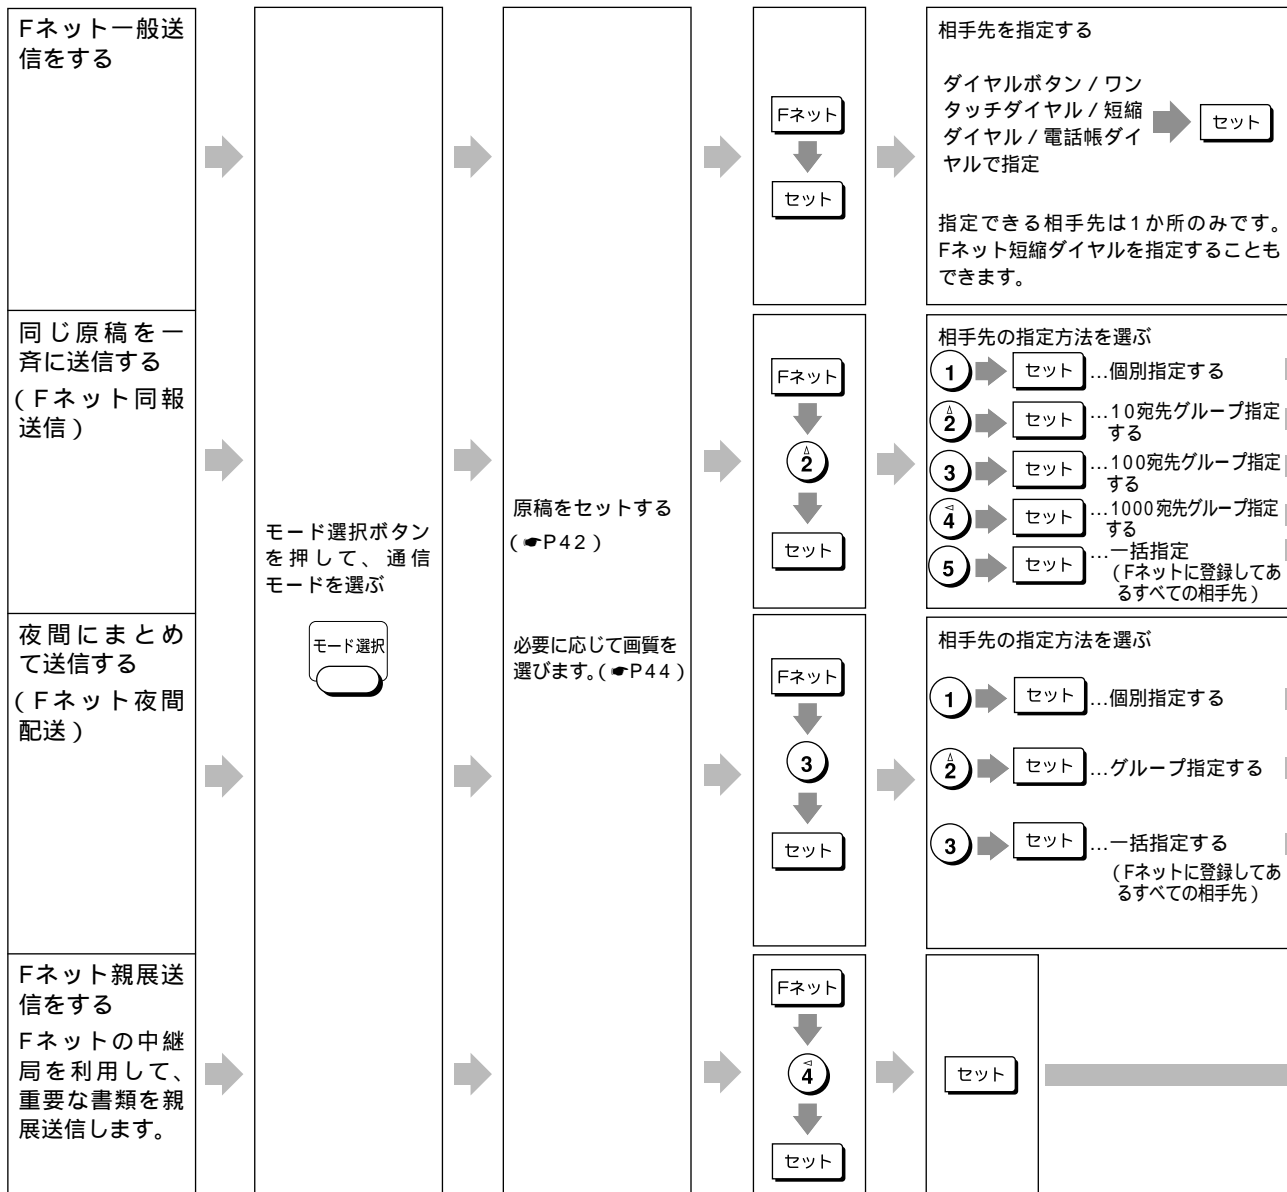 Fネット一般送
信をする
モード選択ボタン
を押して、通信
モードを選ぶ
モード選択
原稿をセットする
(☛P42)
必要に応じて画質を
選びます。(☛P44)
Fネット
セット
相手先を指定する
ダイヤルボタン/ワン
タッチダイヤル/短縮
ダイヤル/電話帳ダイ
ヤルで指定
セット
指定できる相手先は1か所のみです。
Fネット短縮ダイヤルを指定することも
できます。
同じ原稿を一
斉に送信する
(Fネット同報
送信)
Fネット
2
セット
相手先の指定方法を選ぶ
1 セット …個別指定する
2 セット …10宛先グループ指定
する
3 セット …100宛先グループ指定
する
4 セット …1000宛先グループ指定
する
5 セット …一括指定
(Fネットに登録してあ
るすべての相手先)
夜間にまとめ
て送信する
(Fネット夜間
配送)
Fネット
3
セット
相手先の指定方法を選ぶ
1 セット …個別指定する
2 セット …グループ指定する
3 セット …一括指定する
(Fネットに登録してあ
るすべての相手先)
Fネット親展送
信をする
Fネットの中継
局を利用して、
重要な書類を親
展送信します。
Fネット
4
セット
セット